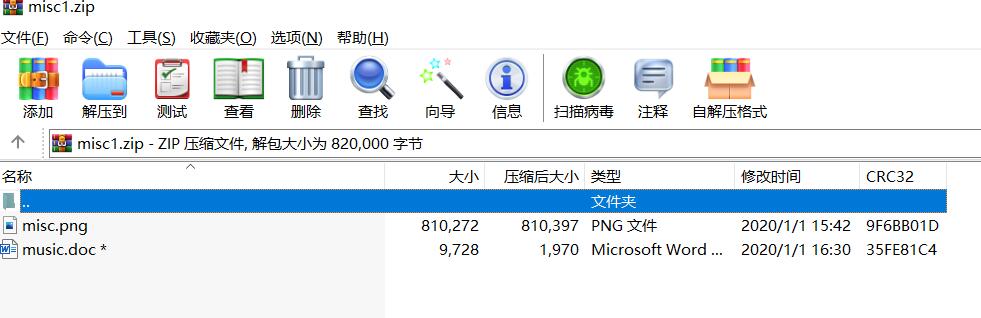 misc1.zip
文件(F) 命令(C) 工具(S) 收藏夹(O) 选项(N) 帮助(H)
添加 解压到 测试 查看 删除 查找 向导 信息 扫描病毒 注释 自解压格式
misc1.zip - ZIP 压缩文件, 解包大小为 820,000 字节
名称 大小 压缩后大小 类型 修改时间 CRC32
.. 文件夹
misc.png 810,272 810,397 PNG 文件 2020/1/1 15:42 9F6BB01D
music.doc * 9,728 1,970 Microsoft Word ... 2020/1/1 16:30 35FE81C4